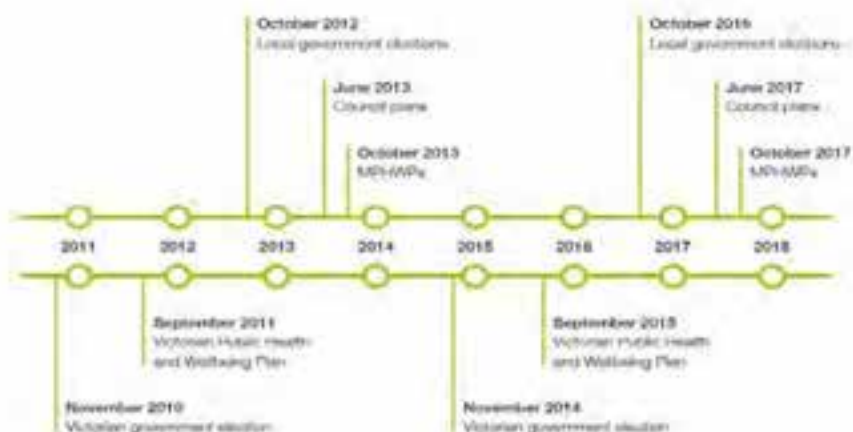 October 2012
Local government elections
October 2016
Local government elections
June 2013
Council plans
June 2017
Council plans
October 2013
MPHWPs
October 2017
MPHWPs
2011 2012 2013 2014 2015 2016 2017 2018
September 2011
Victorian Public Health
and Wellbeing Plan
September 2015
Victorian Public Health
and Wellbeing Plan
November 2010
Victorian government election
November 2014
Victorian government election